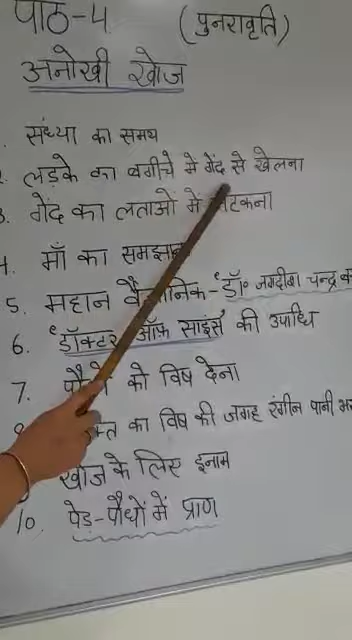 पाठ-4 (पुनरावृति)
अनोखी खोज
संध्या का समय
2. लड़के का बगीचे में गेंद से खेलना
3. गेंद का लताओं में
4. माँ का
5. महान - 'डॉ॰ जगदीश चन्द्र
6. 'डॉक्टर ऑफ़ साइंस' की उपाधि
7. को विष देना
का विष की जगह रंगीन पानी
खोज के लिए इनाम
10. पेड़-पौधों में प्राण